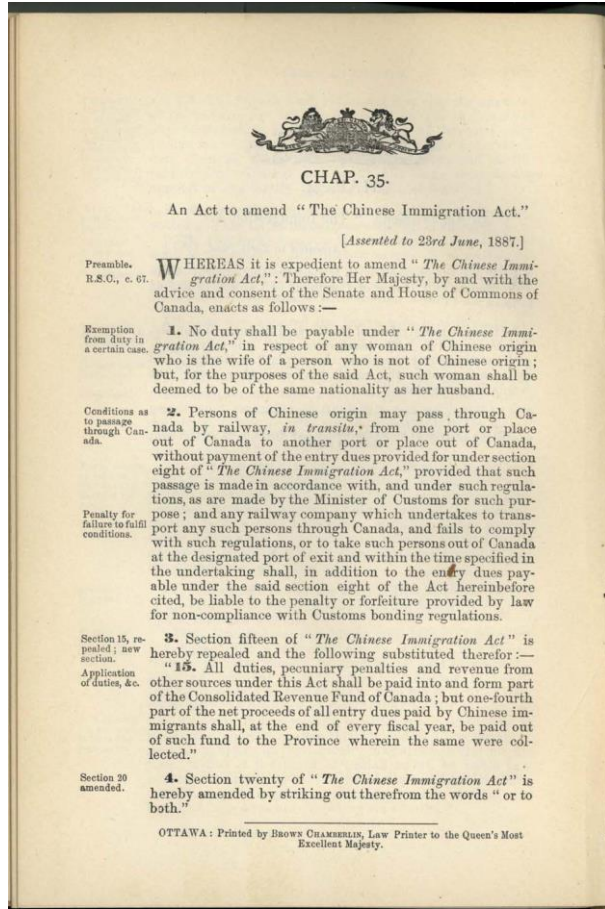 CHAP. 35.
An Act to amend “ The Chinese Immigration Act.”
[Assented to 23rd June, 1887.]
Preamble.
R.S.C., c. 67.
WHEREAS it is expedient to amend “ The Chinese Immi-
gration Act,” : Therefore Her Majesty, by and with the
advice and consent of the Senate and House of Commons of
Canada, enacts as follows :—
Exemption
from duty in
a certain case.
1. No duty shall be payable under “ The Chinese Immi-
gration Act,” in respect of any woman of Chinese origin
who is the wife of a person who is not of Chinese origin ;
but, for the purposes of the said Act, such woman shall be
deemed to be of the same nationality as her husband.
Conditions as
to passage
through Can-
ada.
2. Persons of Chinese origin may pass through Ca-
nada by railway, in transitu, from one port or place
out of Canada to another port or place out of Canada,
without payment of the entry dues provided for under section
eight of “ The Chinese Immigration Act,” provided that such
passage is made in accordance with, and under such regula-
tions, as are made by the Minister of Customs for such pur-
pose ; and any railway company which undertakes to trans-
port any such persons through Canada, and fails to comply
with such regulations, or to take such persons out of Canada
at the designated port of exit and within the time specified in
the undertaking shall, in addition to the entry dues pay-
able under the said section eight of the Act hereinbefore
cited, be liable to the penalty or forfeiture provided by law
for non-compliance with Customs bonding regulations.
Penalty for
failure to fulfil
conditions.
Section 15, re-
pealed ; new
section.
Application
of duties, &c.
3. Section fifteen of “ The Chinese Immigration Act ” is
hereby repealed and the following substituted therefor :—
“ 15. All duties, pecuniary penalties and revenue from
other sources under this Act shall be paid into and form part
of the Consolidated Revenue Fund of Canada ; but one-fourth
part of the net proceeds of all entry dues paid by Chinese im-
migrants shall, at the end of every fiscal year, be paid out
of such fund to the Province wherein the same were col-
lected.”
Section 20
amended.
4. Section twenty of “ The Chinese Immigration Act ” is
hereby amended by striking out therefrom the words “ or to
both.”
OTTAWA : Printed by BROWN CHAMBERLIN, Law Printer to the Queen's Most
Excellent Majesty.